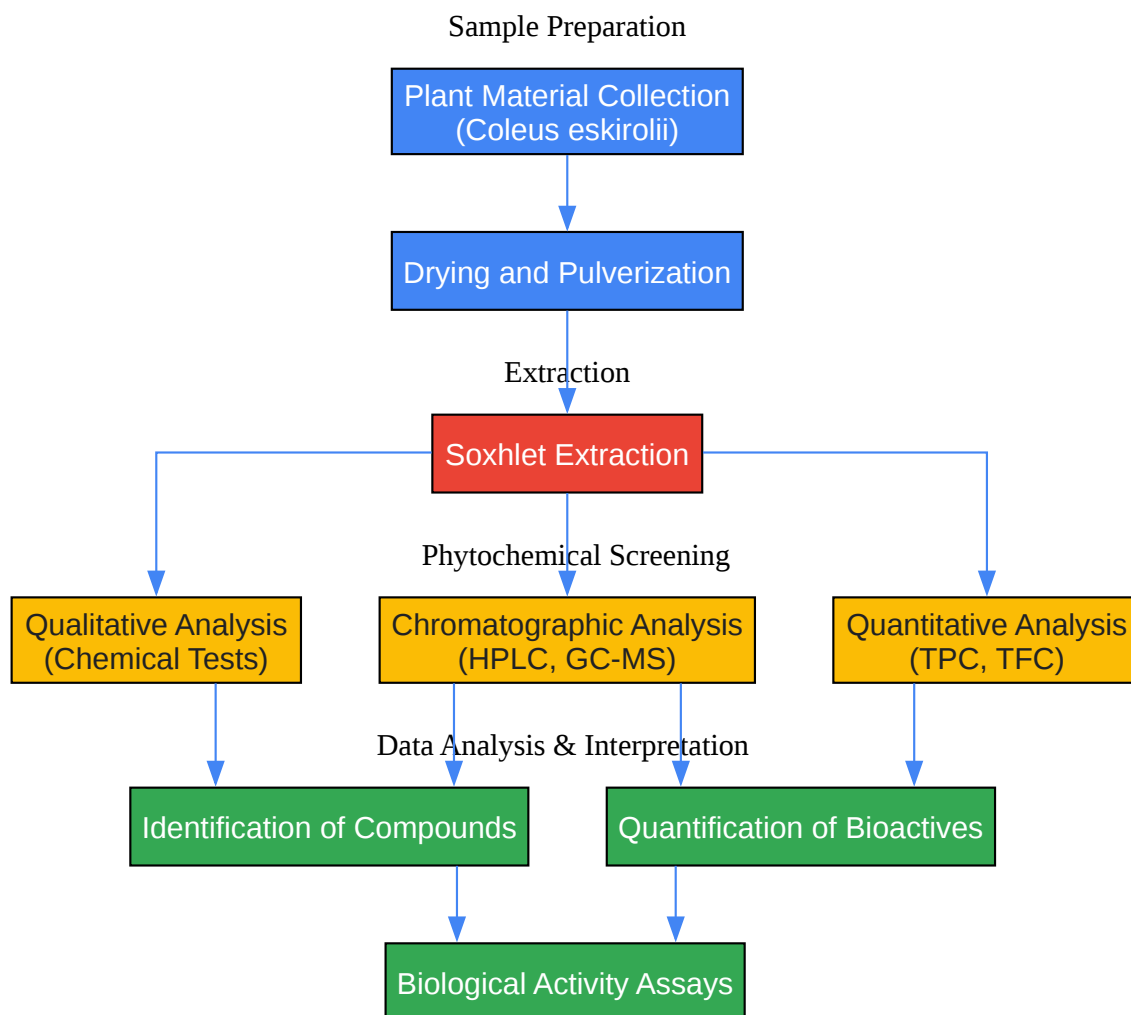 Sample Preparation
Plant Material Collection
(Coleus eskirolii)
Drying and Pulverization
Extraction
Soxhlet Extraction
Phytochemical Screening
Qualitative Analysis
(Chemical Tests)
Chromatographic Analysis
(HPLC, GC-MS)
Quantitative Analysis
(TPC, TFC)
Data Analysis & Interpretation
Identification of Compounds
Quantification of Bioactives
Biological Activity Assays